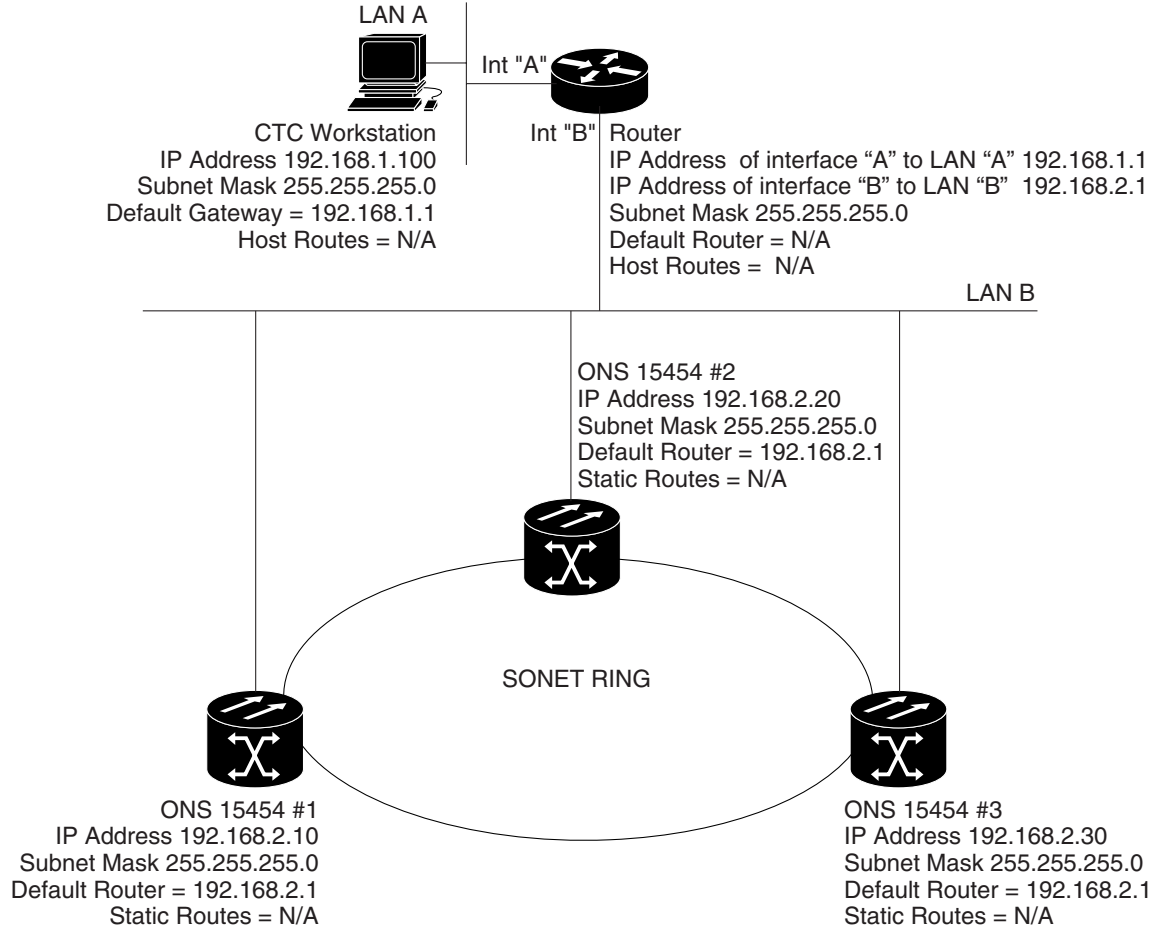 LAN A
Int "A"
CTC Workstation
IP Address 192.168.1.100
Subnet Mask 255.255.255.0
Default Gateway = 192.168.1.1
Host Routes = N/A
Int "B"
Router
IP Address of interface “A” to LAN “A” 192.168.1.1
IP Address of interface “B” to LAN “B” 192.168.2.1
Subnet Mask 255.255.255.0
Default Router = N/A
Host Routes = N/A
LAN B
ONS 15454 #2
IP Address 192.168.2.20
Subnet Mask 255.255.255.0
Default Router = 192.168.2.1
Static Routes = N/A
SONET RING
ONS 15454 #1
IP Address 192.168.2.10
Subnet Mask 255.255.255.0
Default Router = 192.168.2.1
Static Routes = N/A
ONS 15454 #3
IP Address 192.168.2.30
Subnet Mask 255.255.255.0
Default Router = 192.168.2.1
Static Routes = N/A